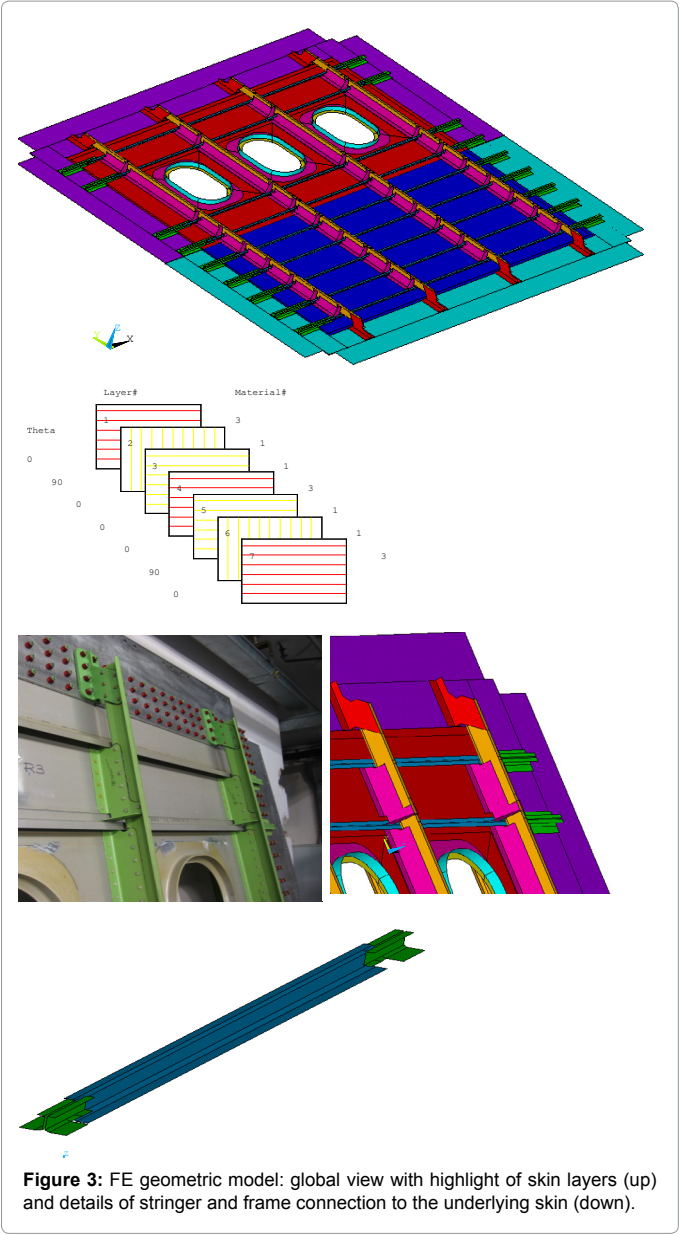 Y Z X
Layer# Material#
1 3
Theta
2 1
0
3 1
90
4 3
0
5 1
0
6 1
0
7 3
90
0
R3
z
Figure 3: FE geometric model: global view with highlight of skin layers (up)
and details of stringer and frame connection to the underlying skin (down).